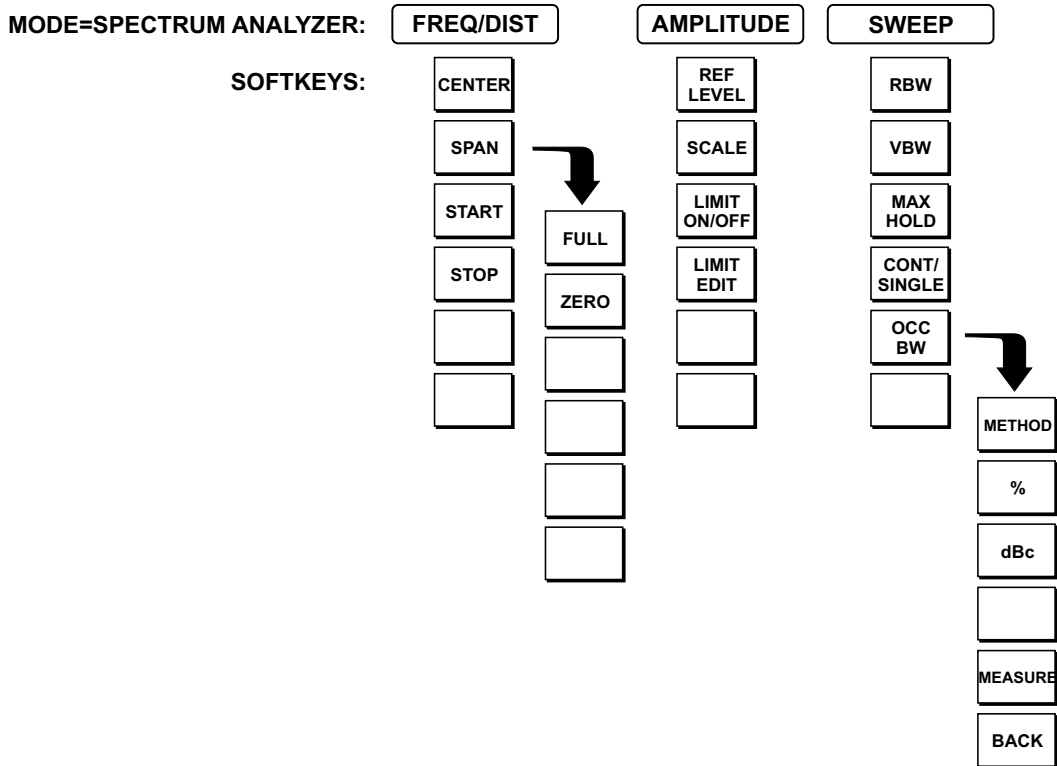 MODE=SPECTRUM ANALYZER:
FREQ/DIST
AMPLITUDE
SWEEP
SOFTKEYS:
CENTER
SPAN
START
STOP
FULL
ZERO
REF
LEVEL
SCALE
LIMIT
ON/OFF
LIMIT
EDIT
RBW
VBW
MAX
HOLD
CONT/
SINGLE
OCC
BW
METHOD
%
dBc
MEASURE
BACK